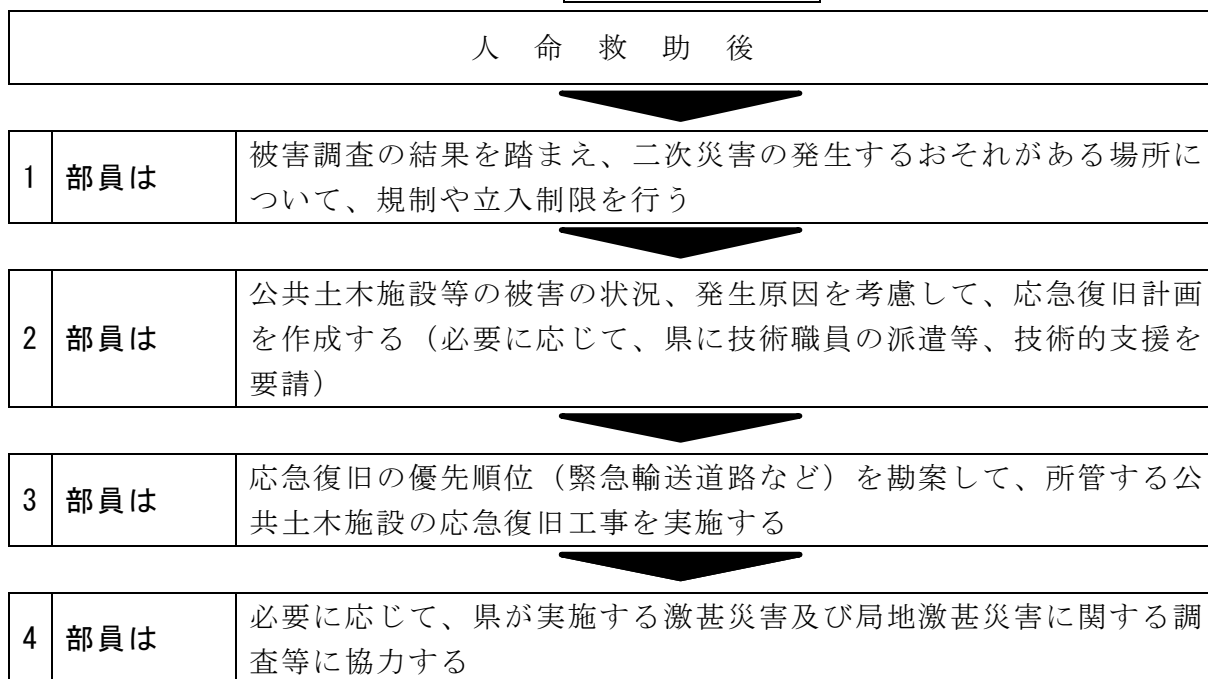 人命救助後
1 部員は 被害調査の結果を踏まえ、二次災害の発生するおそれがある場所に
ついて、規制や立入制限を行う
2 部員は 公共土木施設等の被害の状況、発生原因を考慮して、応急復旧計画
を作成する（必要に応じて、県に技術職員の派遣等、技術的支援を
要請）
3 部員は 応急復旧の優先順位（緊急輸送道路など）を勘案して、所管する公
共土木施設の応急復旧工事を実施する
4 部員は 必要に応じて、県が実施する激甚災害及び局地激甚災害に関する調
査等に協力する